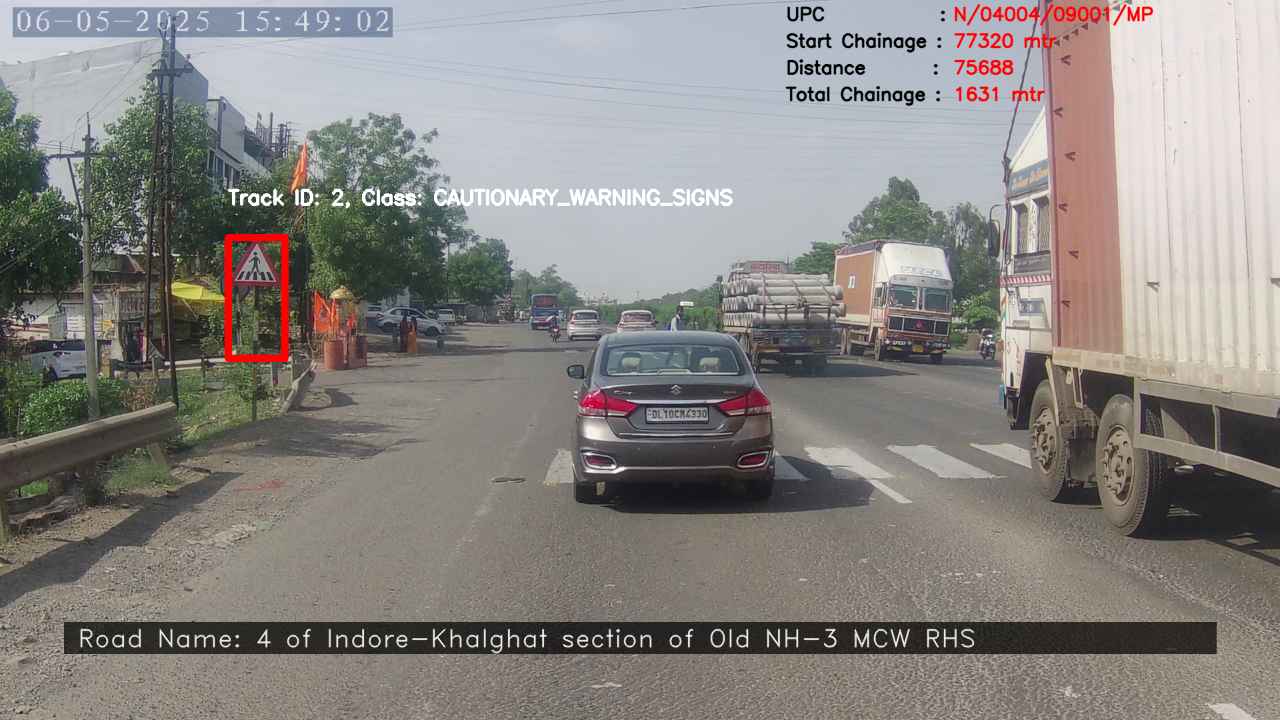 06-05-2025 15:49:02
UPC : N/04004/09001/MP
Start Chainage : 77320 mtr
Distance : 75688
Total Chainage : 1631 mtr
Track ID: 2, Class: CAUTIONARY_WARNING_SIGNS
DL10CM4330
Road Name: 4 of Indore-Khalghat section of Old NH-3 MCW RHS